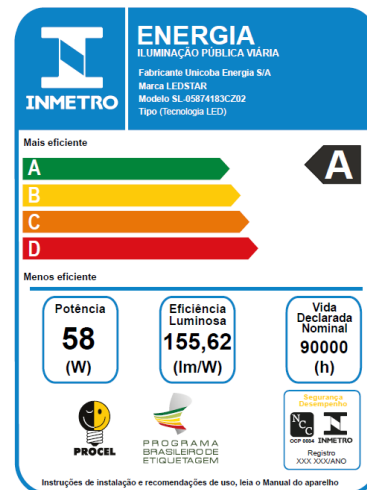 INMETRO
ENERGIA
ILUMINAÇÃO PÚBLICA VIÁRIA
Fabricante Unicoba Energia S/A
Marca LEDSTAR
Modelo SL-05874183CZ02
Tipo (Tecnologia LED)
Mais eficiente
A
A
B
C
D
Menos eficiente
Potência
58
(W)
Eficiência
Luminosa
155,62
(lm/W)
Vida
Declarada
Nominal
90000
(h)
PROCEL
PROGRAMA
BRASILEIRO DE
ETIQUETAGEM
Segurança
Desempenho
NCC
OCP 0004 INMETRO
Registro
XXX XXX/ANO
Instruções de instalação e recomendações de uso, leia o Manual do aparelho